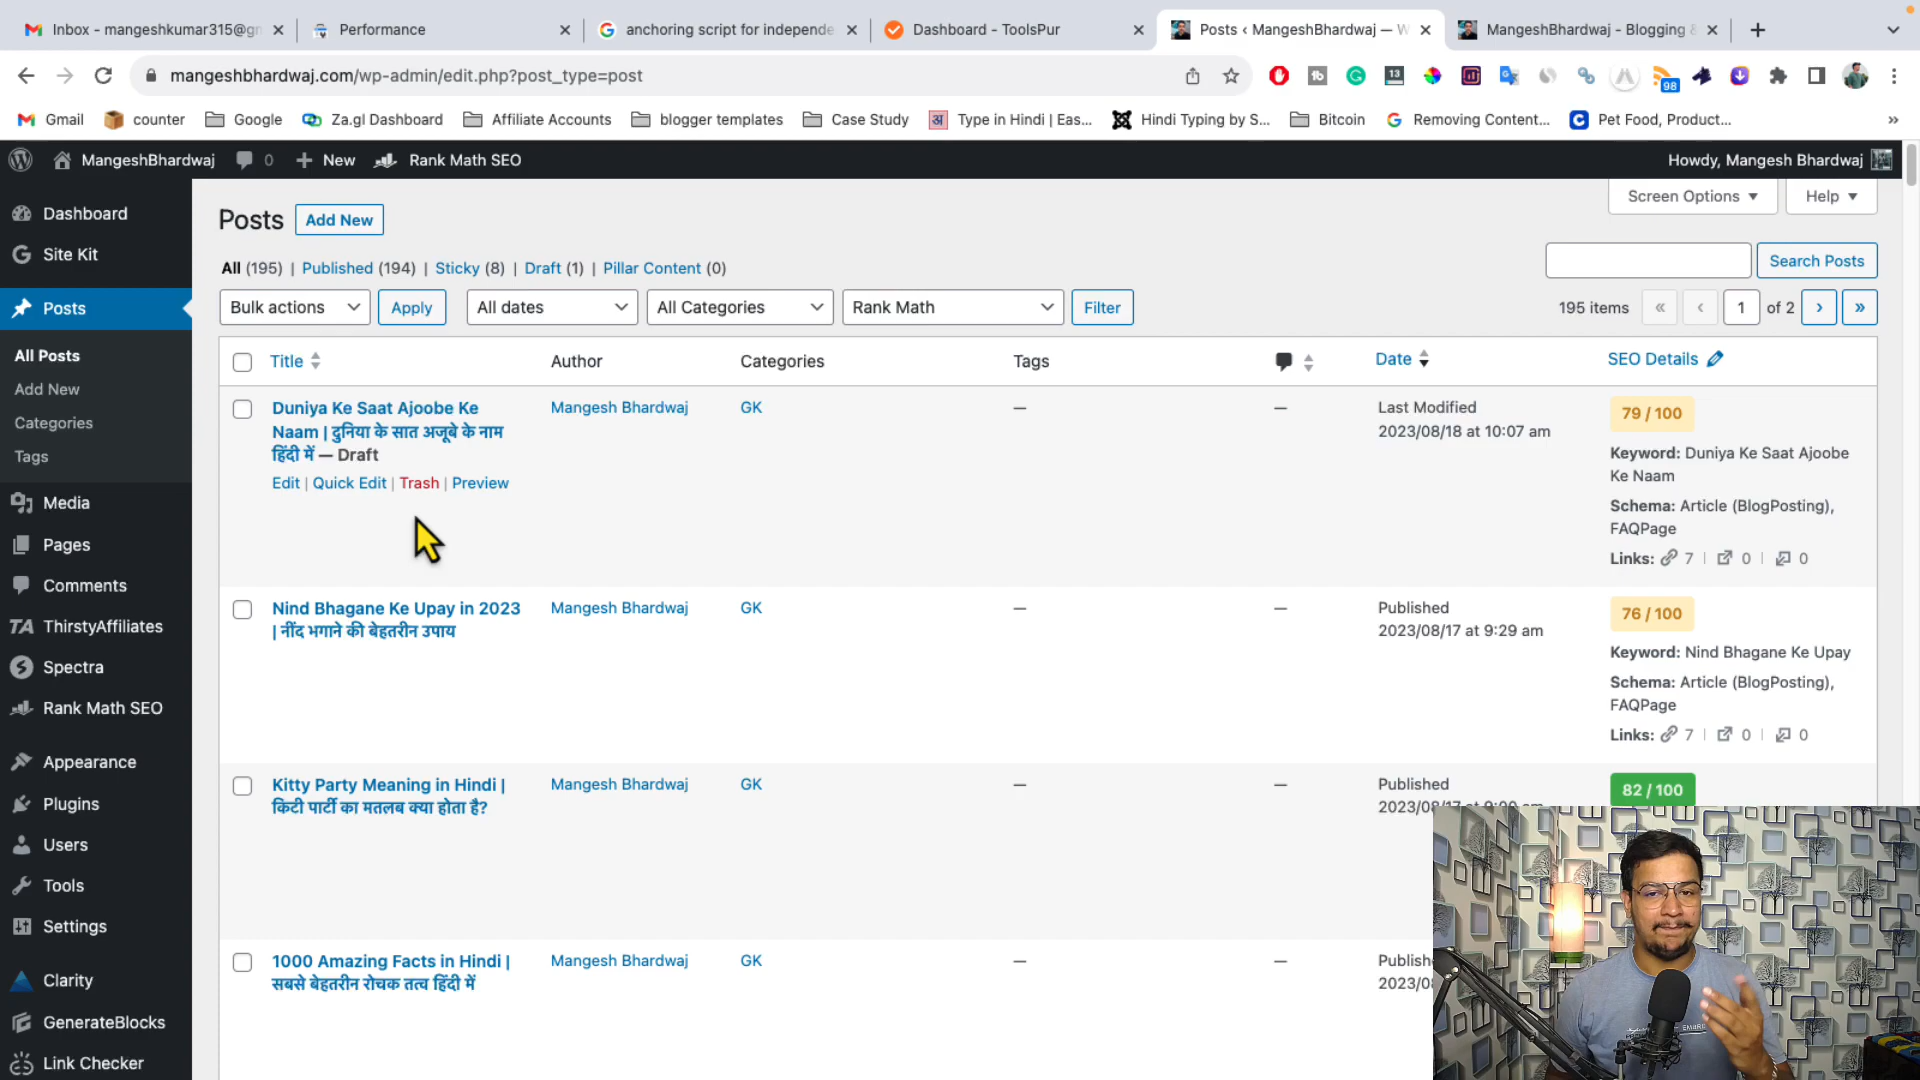 Inbox - mangeshkumar315@gn
Performance
anchoring script for independe
Dashboard - ToolsPur
Posts ‹ MangeshBhardwaj — W
MangeshBhardwaj - Blogging &
mangeshbhardwaj.com/wp-admin/edit.php?post_type=post
13
98
Gmail
counter
Google
Za.gl Dashboard
Affiliate Accounts
blogger templates
Case Study
Type in Hindi | Eas...
Hindi Typing by S...
Bitcoin
Removing Content...
Pet Food, Product...
»
MangeshBhardwaj
0
+ New
Rank Math SEO
Howdy, Mangesh Bhardwaj
Dashboard
Site Kit
Posts
All Posts
Add New
Categories
Tags
Media
Pages
Comments
TA ThirstyAffiliates
Spectra
Rank Math SEO
Appearance
Plugins
Users
Tools
Settings
Clarity
GenerateBlocks
Link Checker
Screen Options ▼
Help ▼
Posts
Add New
All (195) | Published (194) | Sticky (8) | Draft (1) | Pillar Content (0)
Search Posts
Bulk actions
Apply
All dates
All Categories
Rank Math
Filter
195 items
«
‹
1
of 2
›
»
Title
Author
Categories
Tags
Date
SEO Details
Duniya Ke Saat Ajoobe Ke
Naam | दुनिया के सात अजूबे के नाम
हिंदी में — Draft
Edit | Quick Edit | Trash | Preview
Mangesh Bhardwaj
GK
—
—
Last Modified
2023/08/18 at 10:07 am
79 / 100
Keyword: Duniya Ke Saat Ajoobe
Ke Naam
Schema: Article (BlogPosting),
FAQPage
Links: 7 | 0 | 0
Nind Bhagane Ke Upay in 2023
| नींद भगाने की बेहतरीन उपाय
Mangesh Bhardwaj
GK
—
—
Published
2023/08/17 at 9:29 am
76 / 100
Keyword: Nind Bhagane Ke Upay
Schema: Article (BlogPosting),
FAQPage
Links: 7 | 0 | 0
Kitty Party Meaning in Hindi |
किटी पार्टी का मतलब क्या होता है?
Mangesh Bhardwaj
GK
—
—
Published
82 / 100
1000 Amazing Facts in Hindi |
सबसे बेहतरीन रोचक तत्व हिंदी में
Mangesh Bhardwaj
GK
—
—
Publish
2023/08